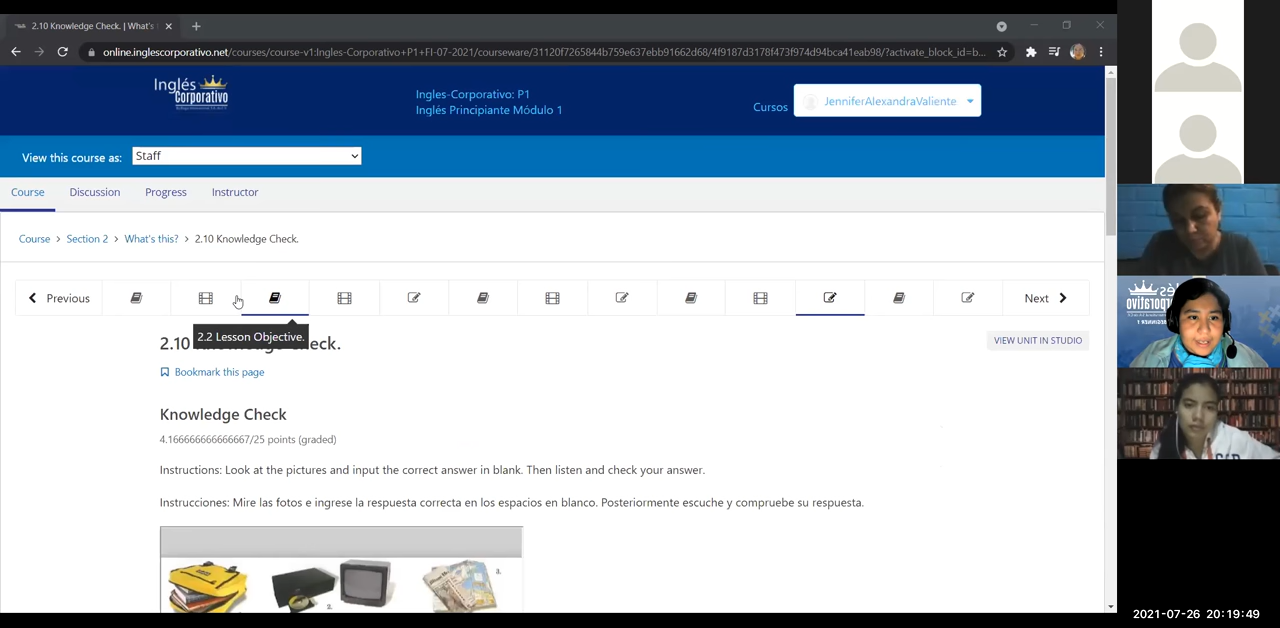 2.10 Knowledge Check. | What's
online.inglescorporativo.net/courses/course-v1:Ingles-Corporativo+P1+FI-07-2021/courseware/31120f7265844b759e637ebb91662d68/4f9187d3178f473f974d94bca41eab98/?activate_block_id=b...
Inglés
Corporativo
Ingles-Corporativo: P1
Inglés Principiante Módulo 1
Cursos
JenniferAlexandraValiente
View this course as:
Staff
Course
Discussion
Progress
Instructor
Course > Section 2 > What's this? > 2.10 Knowledge Check.
Previous
Next
2.2 Lesson Objective.
2.10 Knowledge Check.
VIEW UNIT IN STUDIO
Bookmark this page
Knowledge Check
4.166666666666667/25 points (graded)
Instructions: Look at the pictures and input the correct answer in blank. Then listen and check your answer.
Instrucciones: Mire las fotos e ingrese la respuesta correcta en los espacios en blanco. Posteriormente escuche y compruebe su respuesta.
2.
3.
2021-07-26 20:19:49